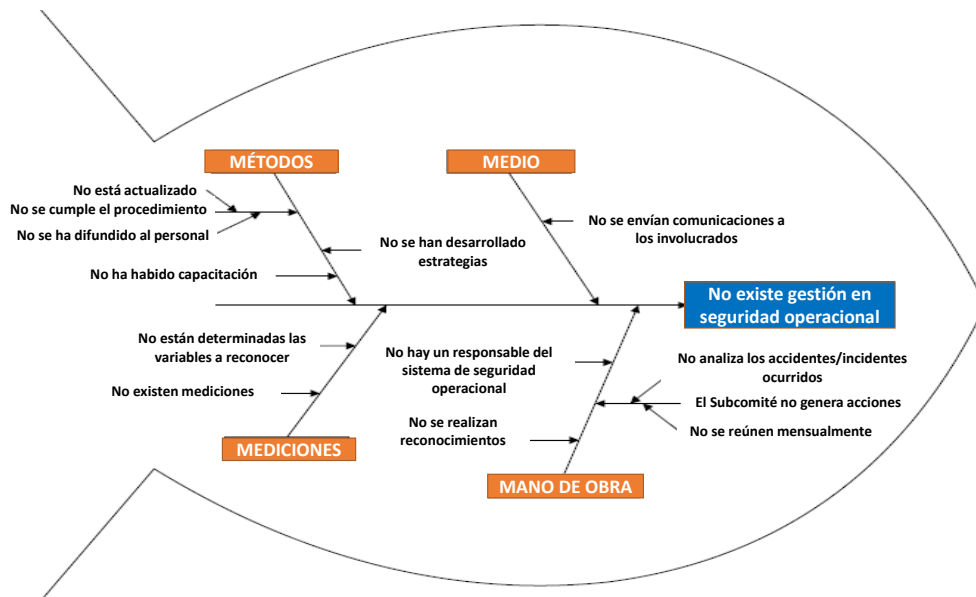 MÉTODOS
MEDIO
No está actualizado
No se cumple el procedimiento
No se ha difundido al personal
No se han desarrollado
estrategias
No ha habido capacitación
No se envían comunicaciones a
los involucrados
No existe gestión en
seguridad operacional
No están determinadas las
variables a reconocer
No existen mediciones
MEDICIONES
No hay un responsable del
sistema de seguridad
operacional
No se realizan
reconocimientos
No analiza los accidentes/incidentes
ocurridos
El Subcomité no genera acciones
No se reúnen mensualmente
MANO DE OBRA